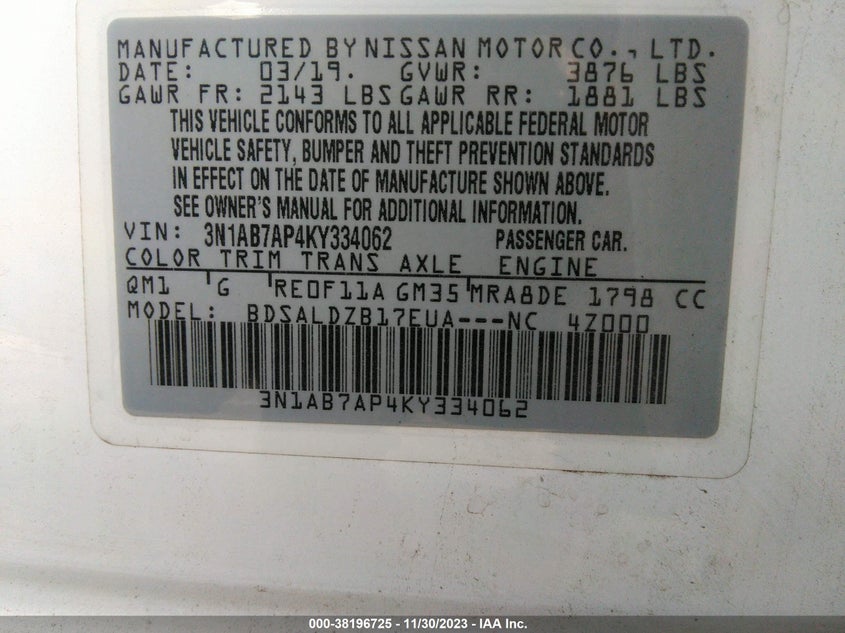 MANUFACTURED BY NISSAN MOTOR CO., LTD.
DATE: 03/19. GVWR: 3876 LBS
GAWR FR: 2143 LBS GAWR RR: 1881 LBS
THIS VEHICLE CONFORMS TO ALL APPLICABLE FEDERAL MOTOR
VEHICLE SAFETY, BUMPER AND THEFT PREVENTION STANDARDS
IN EFFECT ON THE DATE OF MANUFACTURE SHOWN ABOVE.
SEE OWNER'S MANUAL FOR ADDITIONAL INFORMATION.
VIN: 3N1AB7AP4KY334062 PASSENGER CAR.
COLOR TRIM TRANS AXLE ENGINE
QM1 G RE0F11A GM35 MRA8DE 1798 CC
MODEL: BDSALDZB17EUA---NC 4Z000
3N1AB7AP4KY334062
000-38196725 - 11/30/2023 - IAA Inc.